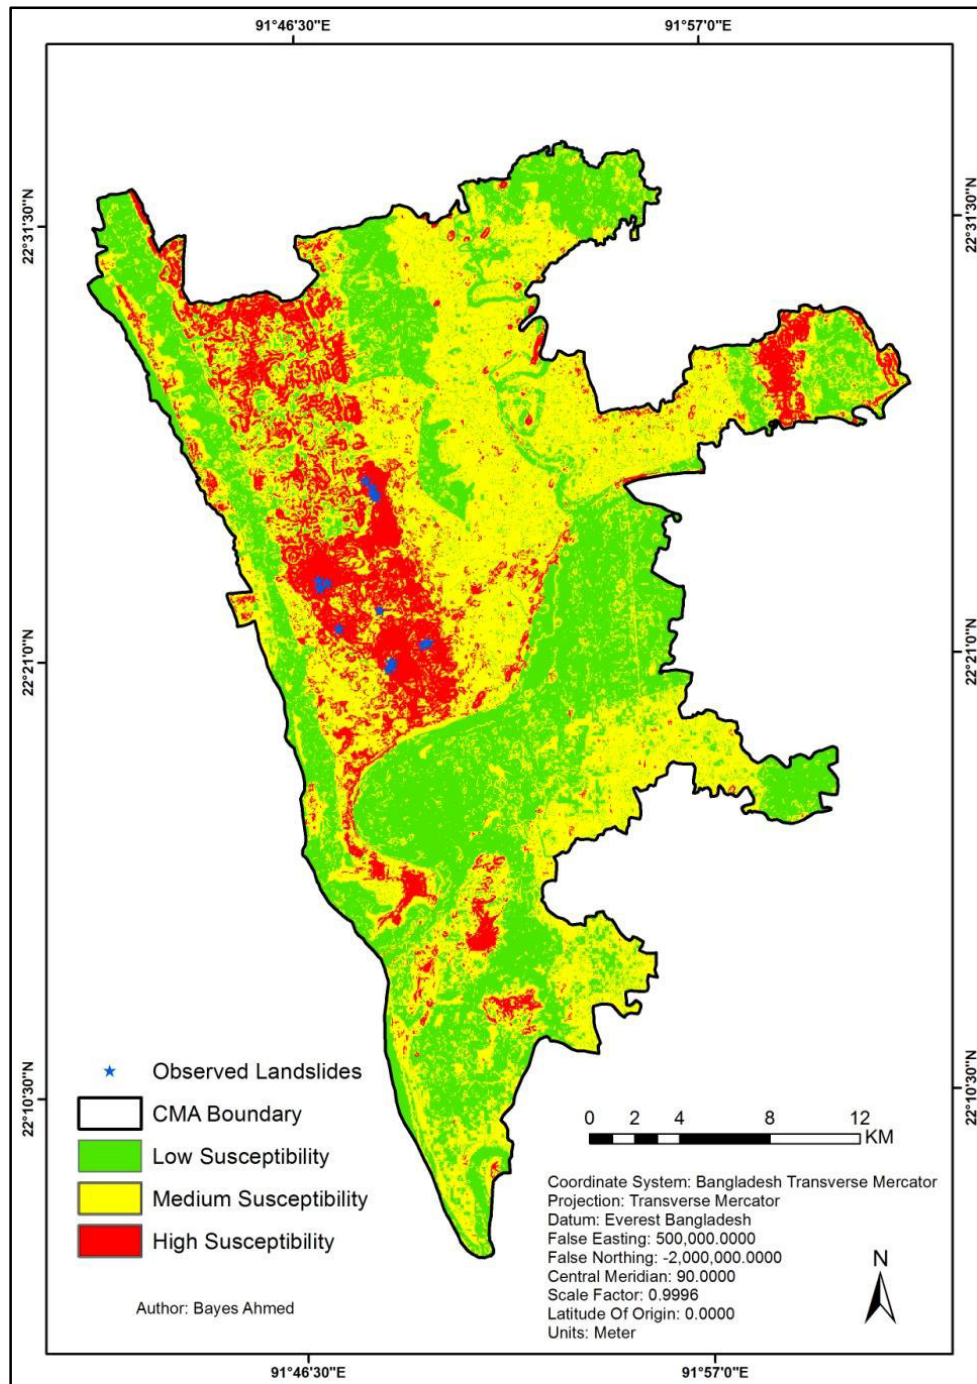 91°46'30"E
91°57'0"E
22°31'30"N
22°31'30"N
22°21'0"N
22°21'0"N
22°10'30"N
22°10'30"N
Observed Landslides
CMA Boundary
Low Susceptibility
Medium Susceptibility
High Susceptibility
Author: Bayes Ahmed
0 2 4 8 12
KM
Coordinate System: Bangladesh Transverse Mercator
Projection: Transverse Mercator
Datum: Everest Bangladesh
False Easting: 500,000.0000
False Northing: -2,000,000.0000
Central Meridian: 90.0000
Scale Factor: 0.9996
Latitude Of Origin: 0.0000
Units: Meter
N
91°46'30"E
91°57'0"E